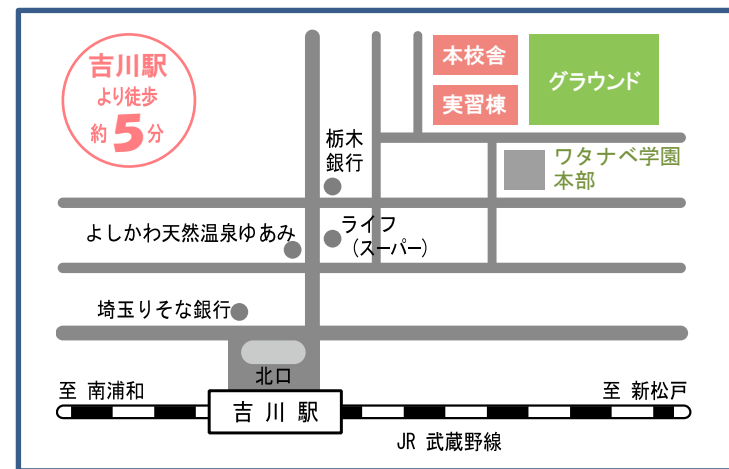 吉川駅
より徒歩
約5分
本校舎
実習棟
グラウンド
栃木
銀行
ワタナベ学園
本部
よしかわ天然温泉ゆあみ
ライフ
(スーパー)
埼玉りそな銀行
北口
至 南浦和
至 新松戸
吉川駅
JR 武蔵野線